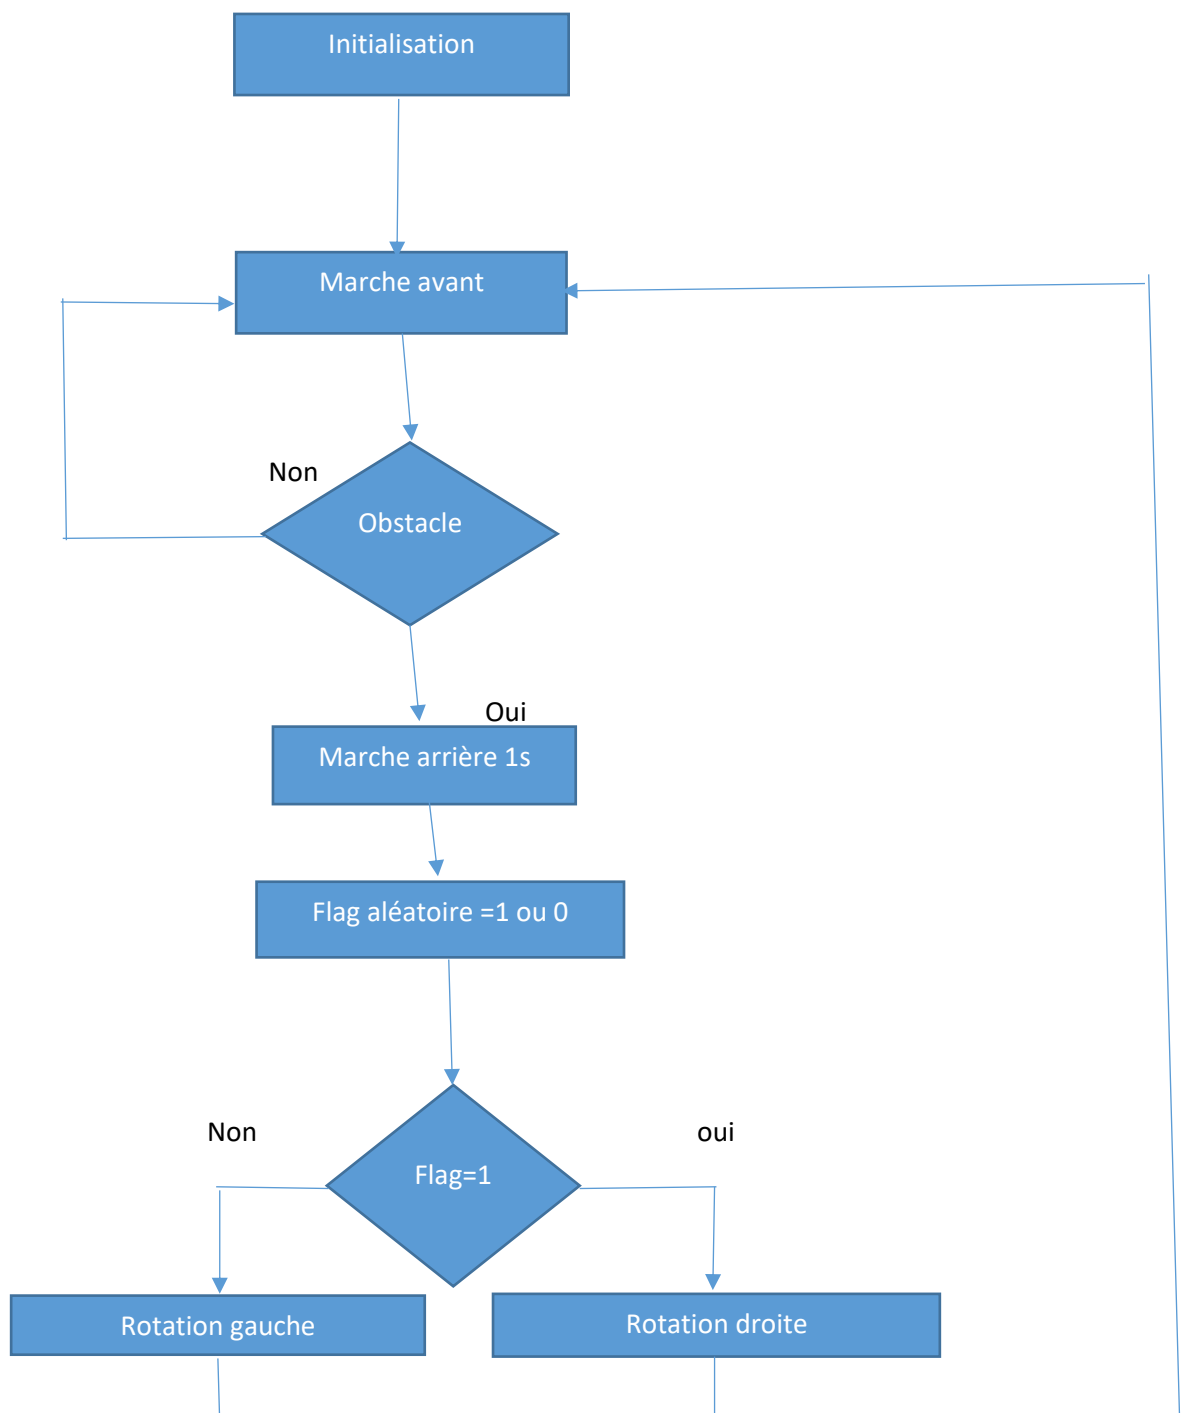 Initialisation
Marche avant
Non
Obstacle
Oui
Marche arrière 1s
Flag aléatoire =1 ou 0
Non
oui
Flag=1
Rotation gauche
Rotation droite